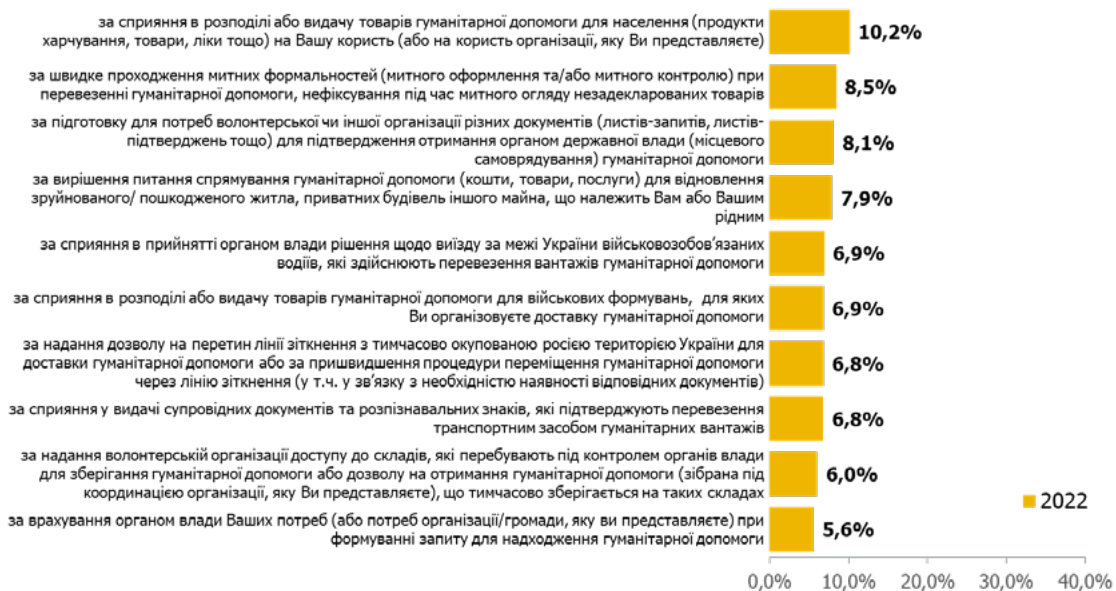 за сприяння в розподілі або видачу товарів гуманітарної допомоги для населення (продукти
харчування, товари, ліки тощо) на Вашу користь (або на користь організації, яку Ви представляєте)
10,2%
за швидке проходження митних формальностей (митного оформлення та/або митного контролю) при
перевезенні гуманітарної допомоги, нефіксування під час митного огляду незадекларованих товарів
8,5%
за підготовку для потреб волонтерської чи іншої організації різних документів (листів-запитів, листів-
підтверджень тощо) для підтвердження отримання органом державної влади (місцевого
самоврядування) гуманітарної допомоги
8,1%
за вирішення питання спрямування гуманітарної допомоги (кошти, товари, послуги) для відновлення
зруйнованого/ пошкодженого житла, приватних будівель іншого майна, що належить Вам або Вашим
рідним
7,9%
за сприяння в прийнятті органом влади рішення щодо виїзду за межі України військовозобов’язаних
водіїв, які здійснюють перевезення вантажів гуманітарної допомоги
6,9%
за сприяння в розподілі або видачу товарів гуманітарної допомоги для військових формувань, для яких
Ви організовуєте доставку гуманітарної допомоги
6,9%
за надання дозволу на перетин лінії зіткнення з тимчасово окупованою росією територією України для
доставки гуманітарної допомоги або за пришвидшення процедури переміщення гуманітарної допомоги
через лінію зіткнення (у т.ч. у зв’язку з необхідністю наявності відповідних документів)
6,8%
за сприяння у видачі супровідних документів та розпізнавальних знаків, які підтверджують перевезення
транспортним засобом гуманітарних вантажів
6,8%
за надання волонтерській організації доступу до складів, які перебувають під контролем органів влади
для зберігання гуманітарної допомоги або дозволу на отримання гуманітарної допомоги (зібрана під
координацією організації, яку Ви представляєте), що тимчасово зберігається на таких складах
6,0%
2022
за врахування органом влади Ваших потреб (або потреб організації/громади, яку ви представляєте) при
формуванні запиту для надходження гуманітарної допомоги
5,6%
0,0% 10,0% 20,0% 30,0% 40,0%